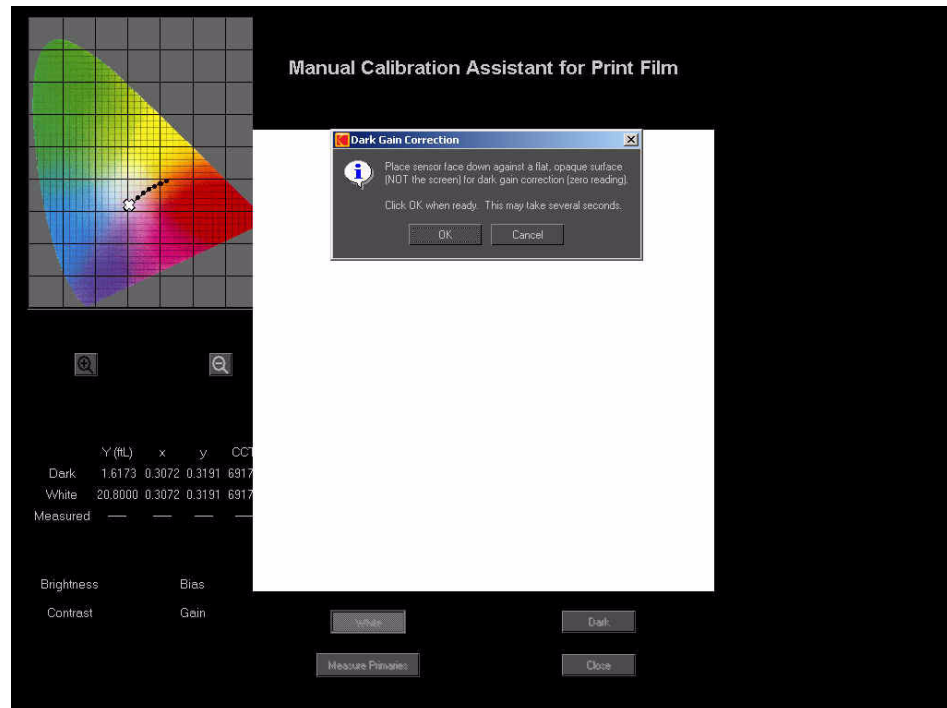 Manual Calibration Assistant for Print Film
Dark Gain Correction
Place sensor face down against a flat, opaque surface
(NOT the screen) for dark gain correction (zero reading).
Click OK when ready. This may take several seconds.
OK Cancel
Y (ftL) x y CCT
Dark 1.6173 0.3072 0.3191 6917
White 20.8000 0.3072 0.3191 6917
Measured — — — —
Brightness Bias
Contrast Gain
White Dark
Measure Primaries Close